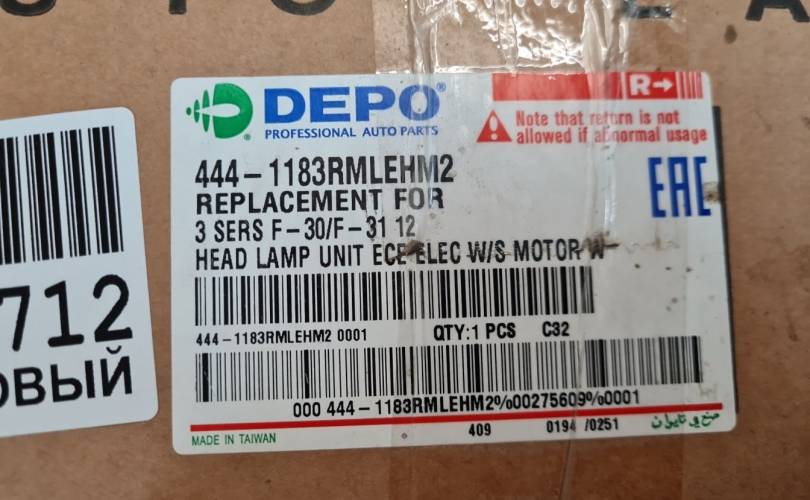 DEPO®
PROFESSIONAL AUTO PARTS
R→
Note that return is not
allowed if abnormal usage
444-1183RMLEHM2
REPLACEMENT FOR
3 SERS F-30/F-31 12
HEAD LAMP UNIT ECE ELEC W/S MOTOR W
EAC
444-1183RMLEHM2 0001 QTY:1 PCS C32
000 444-1183RMLEHM2%00275609%0001
MADE IN TAIWAN
409 0194 /0251
712
ОВЫЙ